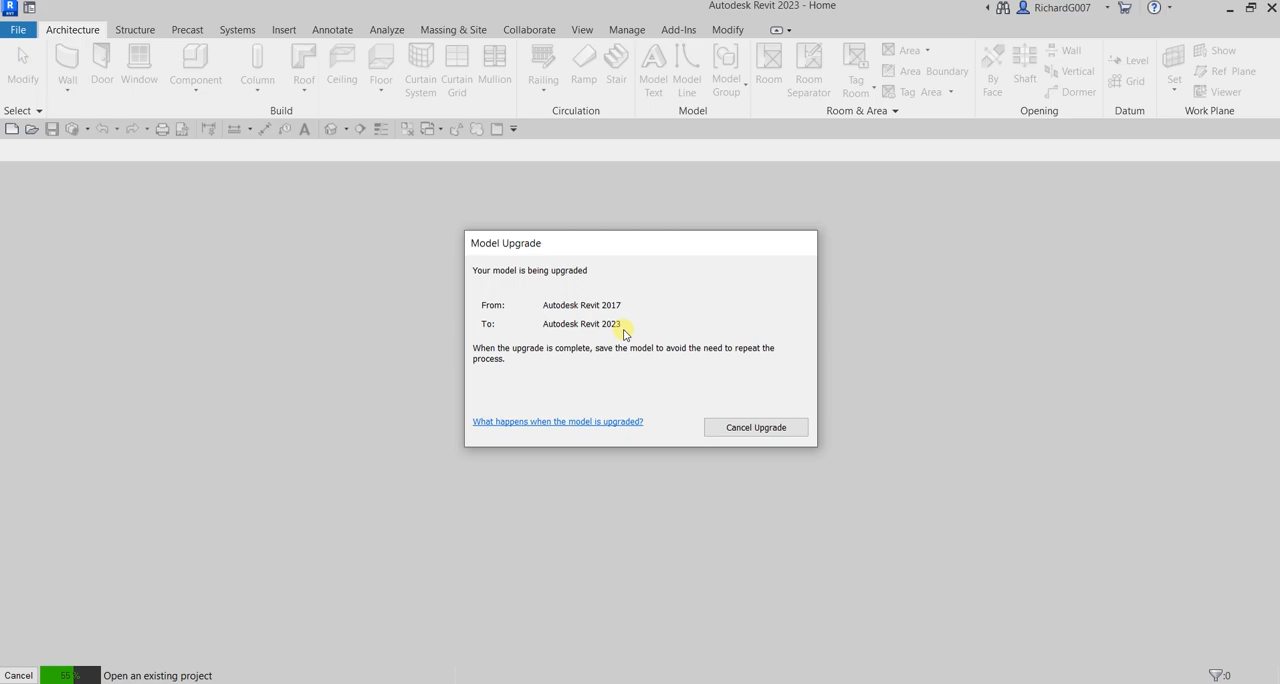 Autodesk Revit 2023 - Home
RichardG007
File Architecture Structure Precast Systems Insert Annotate Analyze Massing & Site Collaborate View Manage Add-Ins Modify
Modify Wall Door Window Component Column Roof Ceiling Floor Curtain System Curtain Grid Mullion Railing Ramp Stair Model Text Model Line Model Group Room Room Separator Tag Room
Area
Area Boundary
Tag Area
By Face
Shaft
Wall
Vertical
Dormer
Level
Grid
Set
Show
Ref Plane
Viewer
Select Build Circulation Model Room & Area Opening Datum Work Plane
Model Upgrade
Your model is being upgraded
From: Autodesk Revit 2017
To: Autodesk Revit 2023
When the upgrade is complete, save the model to avoid the need to repeat the
process.
What happens when the model is upgraded?
Cancel Upgrade
Cancel 55 % Open an existing project :0